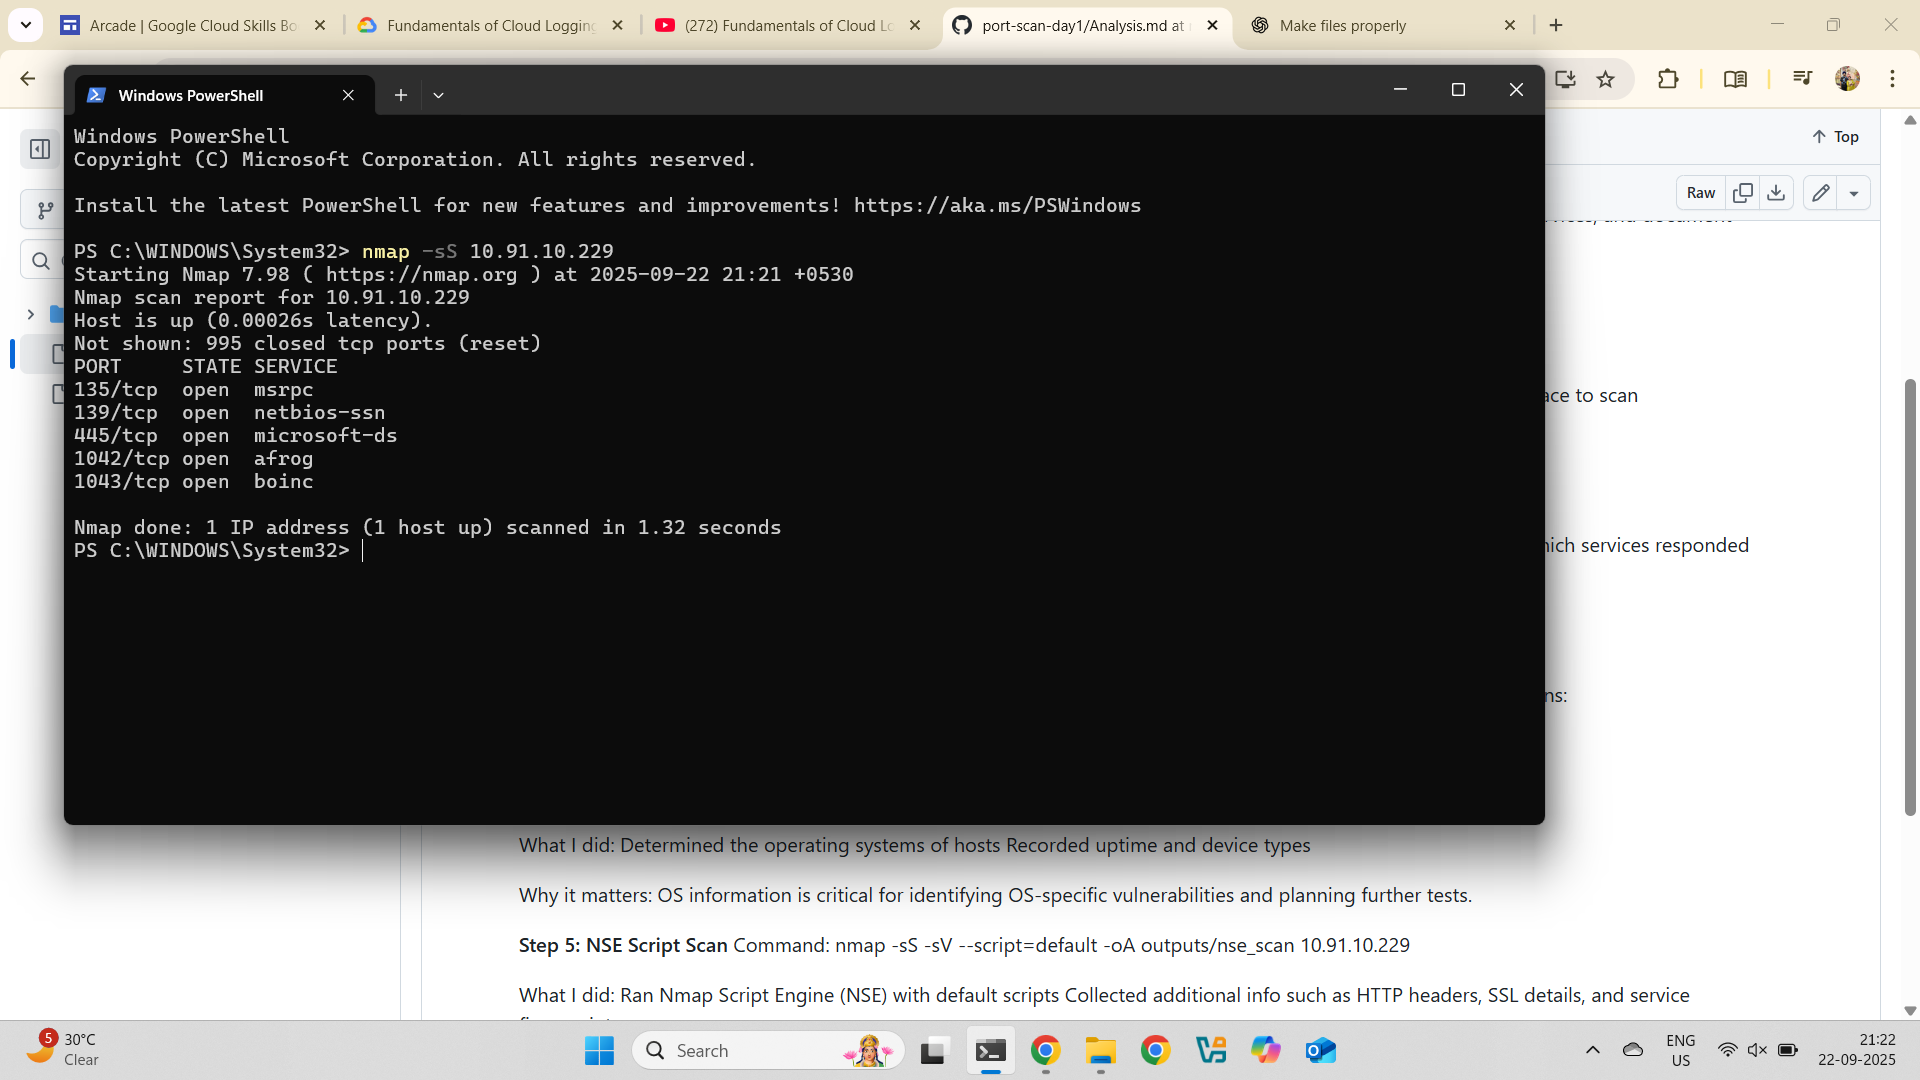 Arcade | Google Cloud Skills Bo
Fundamentals of Cloud Logging
(272) Fundamentals of Cloud Lo
port-scan-day1/Analysis.md at
Make files properly
Windows PowerShell
Top
Raw
Windows PowerShell
Copyright (C) Microsoft Corporation. All rights reserved.
Install the latest PowerShell for new features and improvements! https://aka.ms/PSWindows
PS C:\WINDOWS\System32> nmap -sS 10.91.10.229
Starting Nmap 7.98 ( https://nmap.org ) at 2025-09-22 21:21 +0530
Nmap scan report for 10.91.10.229
Host is up (0.00026s latency).
Not shown: 995 closed tcp ports (reset)
PORT     STATE SERVICE
135/tcp  open  msrpc
139/tcp  open  netbios-ssn
445/tcp  open  microsoft-ds
1042/tcp open  afrog
1043/tcp open  boinc
Nmap done: 1 IP address (1 host up) scanned in 1.32 seconds
PS C:\WINDOWS\System32>
to scan
services responded
What I did: Determined the operating systems of hosts Recorded uptime and device types
Why it matters: OS information is critical for identifying OS-specific vulnerabilities and planning further tests.
Step 5: NSE Script Scan Command: nmap -sS -sV --script=default -oA outputs/nse_scan 10.91.10.229
What I did: Ran Nmap Script Engine (NSE) with default scripts Collected additional info such as HTTP headers, SSL details, and service
5
30°C
Clear
Search
ENG
US
21:22
22-09-2025